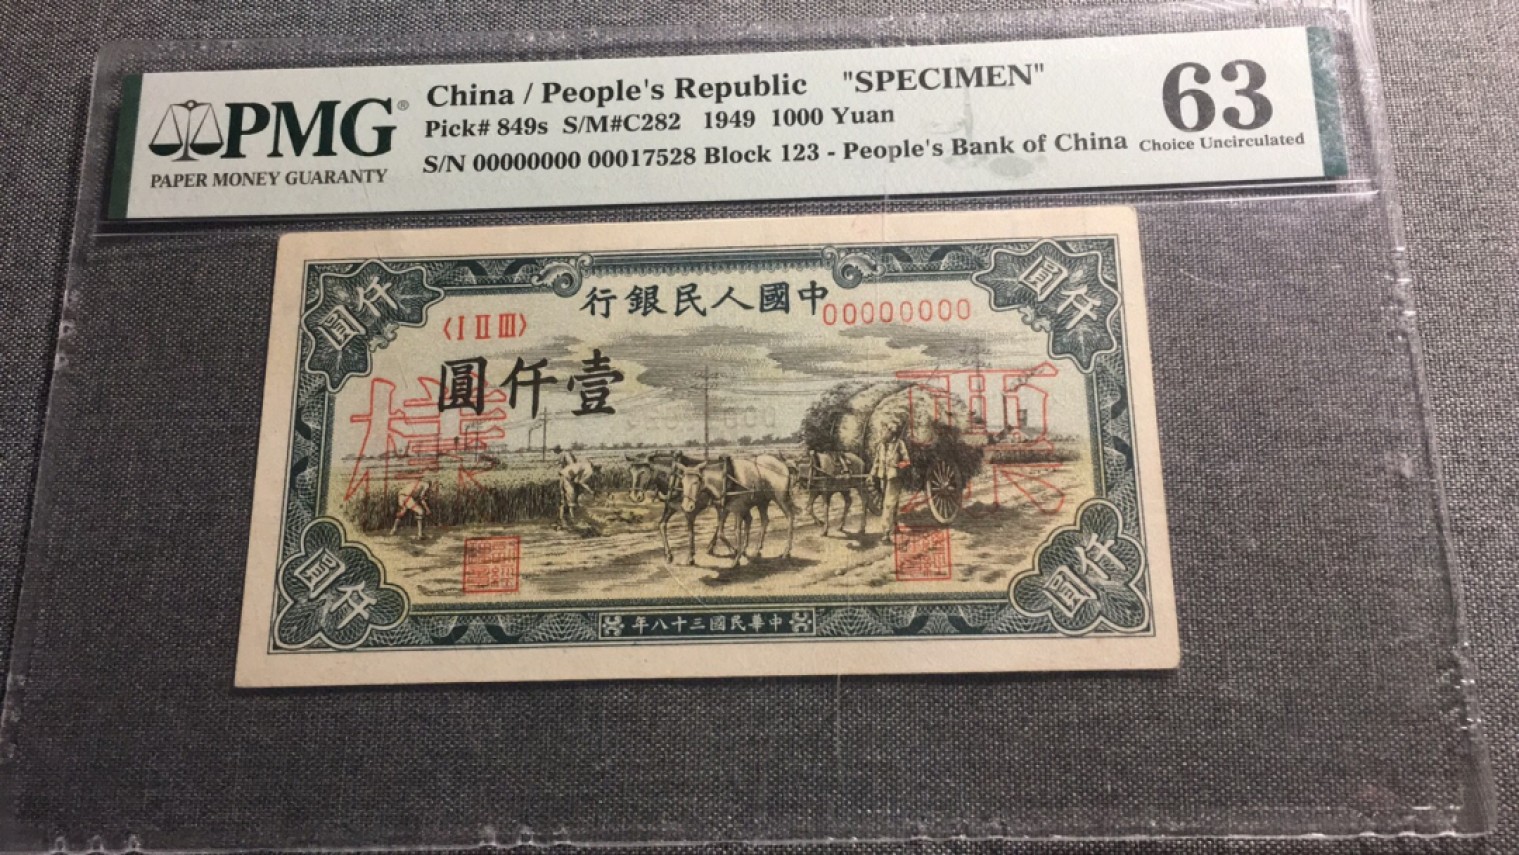 PMG®
PAPER MONEY GUARANTY
China / People's Republic "SPECIMEN"
Pick# 849s S/M#C282 1949 1000 Yuan
S/N 00000000 00017528 Block 123 - People's Bank of China
63
Choice Uncirculated
仟圓
行銀民人國中
仟圓
〈I II III〉
00000000
圓仟壹
樣
票
仟圓
年八十三國民華中
仟圓